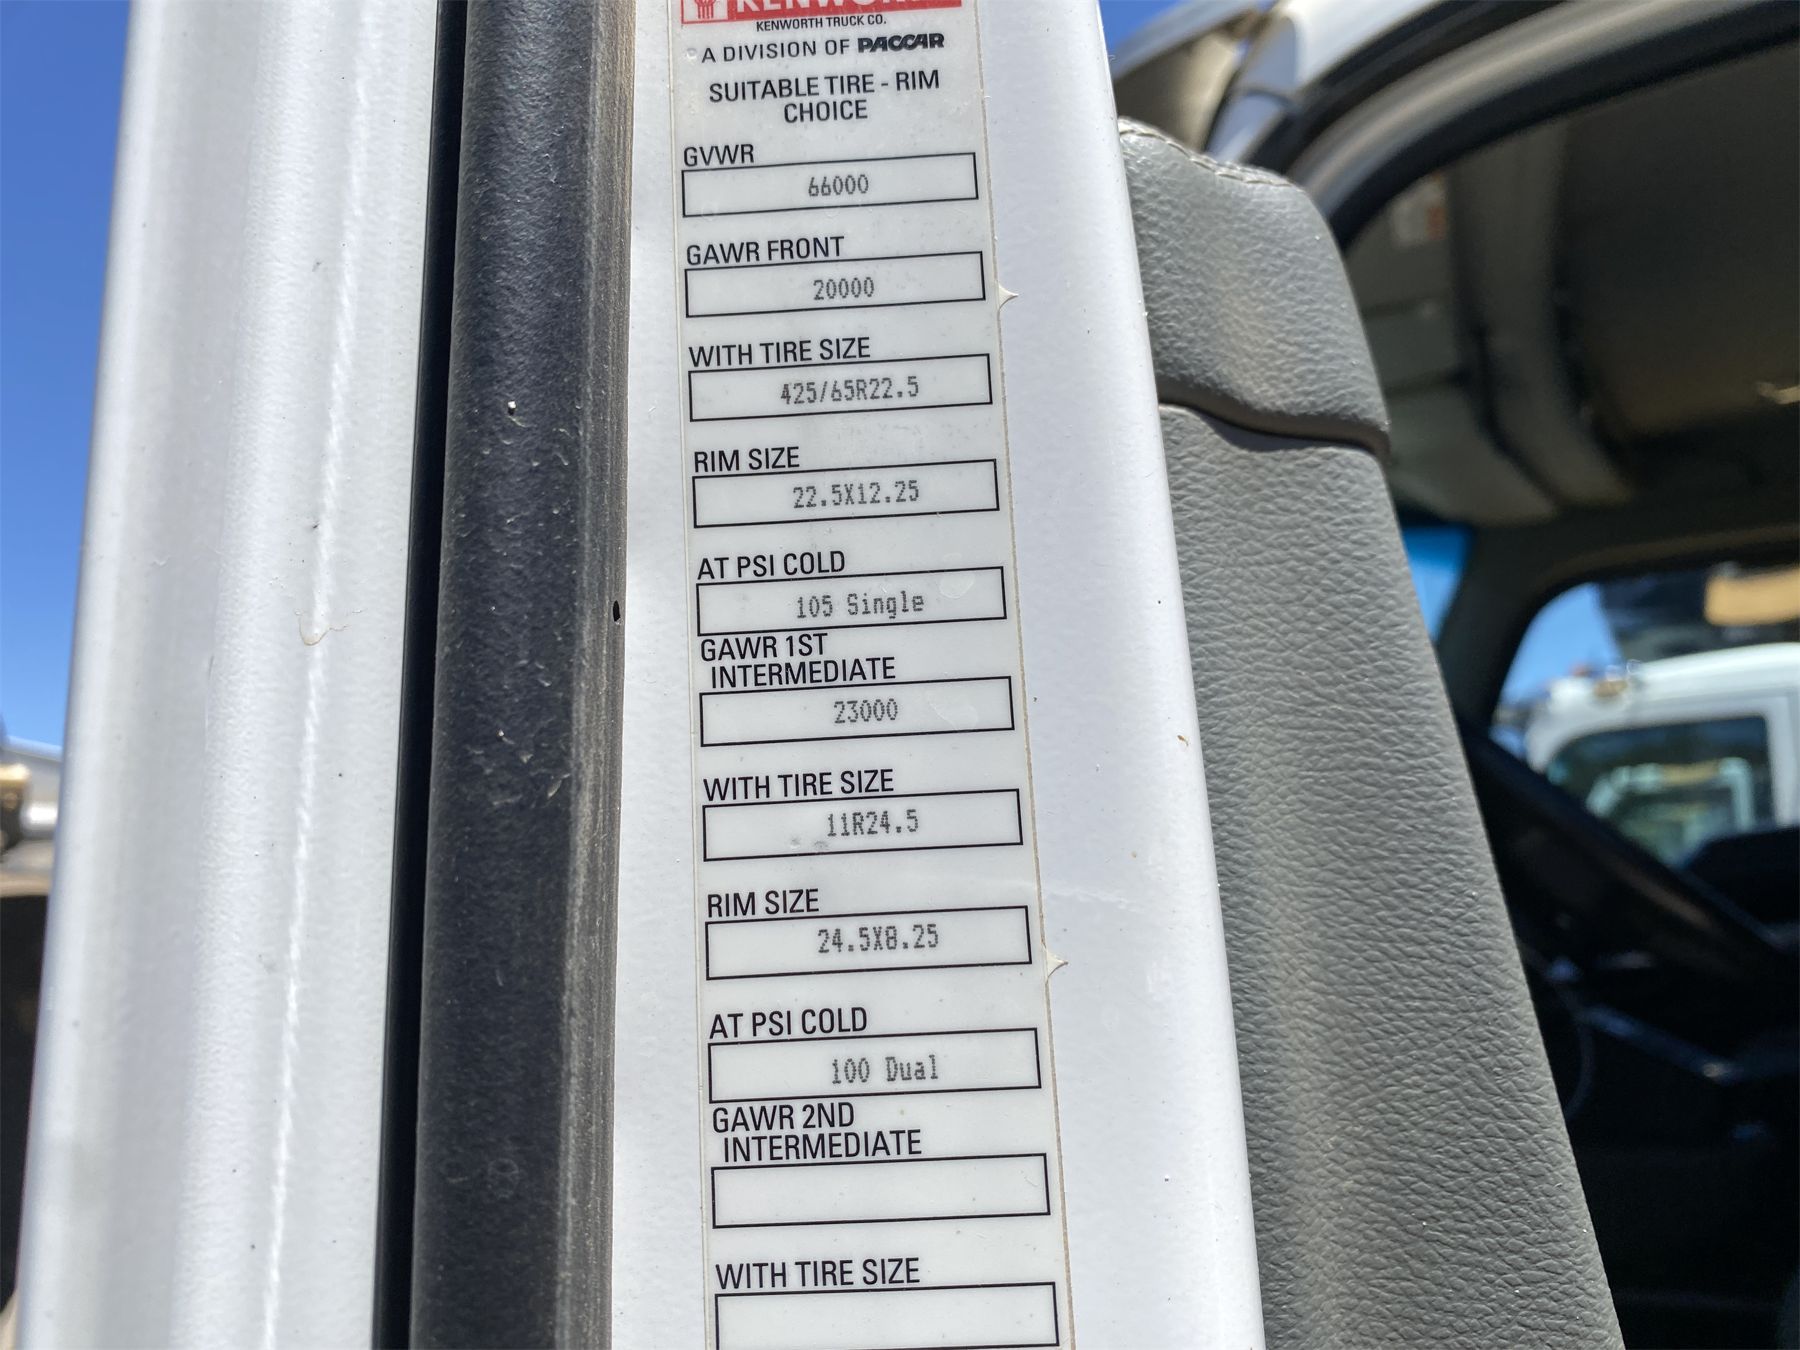 KENWORTH
KENWORTH TRUCK CO.
A DIVISION OF PACCAR
SUITABLE TIRE - RIM
CHOICE
GVWR
66000
GAWR FRONT
20000
WITH TIRE SIZE
425/65R22.5
RIM SIZE
22.5X12.25
AT PSI COLD
105 Single
GAWR 1ST
INTERMEDIATE
23000
WITH TIRE SIZE
11R24.5
RIM SIZE
24.5X8.25
AT PSI COLD
100 Dual
GAWR 2ND
INTERMEDIATE
WITH TIRE SIZE